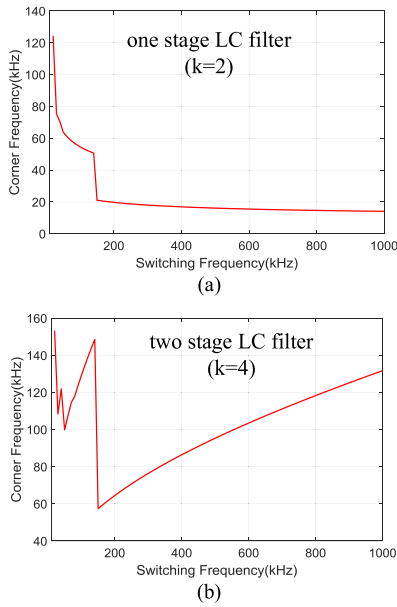 140
120
100
80
60
40
20
0
Corner Frequency(kHz)
one stage LC filter
(k=2)
200
400
600
800
1000
Switching Frequency(kHz)
(a)
160
140
120
100
80
60
40
Corner Frequency(kHz)
two stage LC filter
(k=4)
200
400
600
800
1000
Switching Frequency(kHz)
(b)